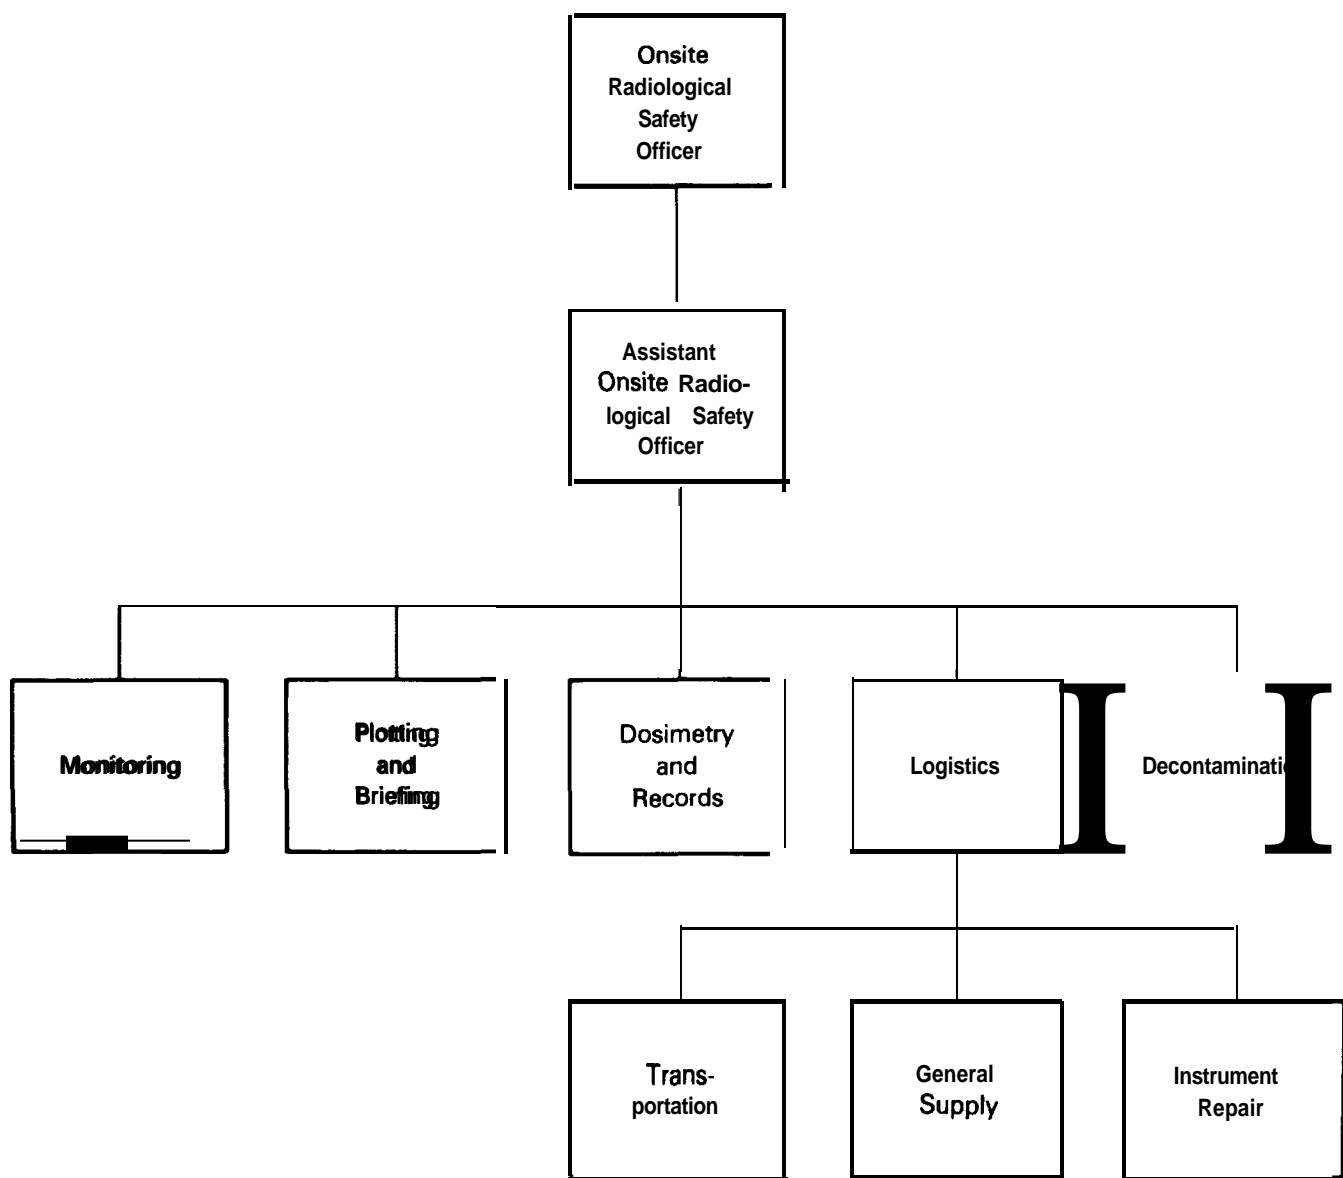 Onsite
Radiological
Safety
Officer
Assistant
Onsite Radio-
logical Safety
Officer
Monitoring
Plotting
and
Briefing
Dosimetry
and
Records
Logistics
Decontaminati
Trans-
portation
General
Supply
Instrument
Repair